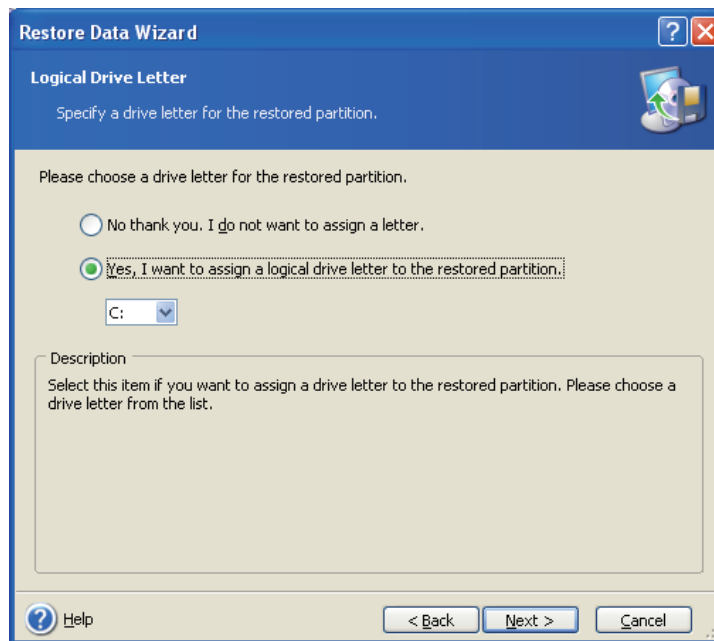 Restore Data Wizard
Logical Drive Letter
Specify a drive letter for the restored partition.
Please choose a drive letter for the restored partition.
No thank you. I do not want to assign a letter.
Yes, I want to assign a logical drive letter to the restored partition.
C:
Description
Select this item if you want to assign a drive letter to the restored partition. Please choose a
drive letter from the list.
Help
< Back
Next >
Cancel